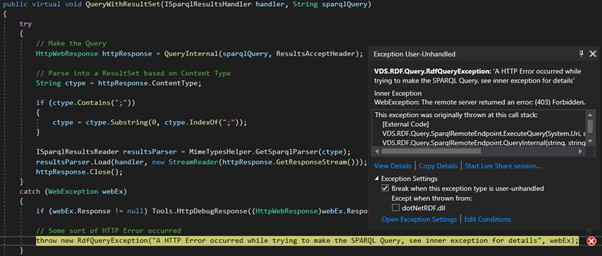 public virtual void QueryWithResultSet(ISparqlResultsHandler handler, String sparqlQuery)
{
try
{
// Make the Query
HttpWebResponse httpResponse = QueryInternal(sparqlQuery, ResultsAcceptHeader);
// Parse into a ResultSet based on Content Type
String ctype = httpResponse.ContentType;
if (ctype.Contains(";"))
{
ctype = ctype.Substring(0, ctype.IndexOf(";"));
}
ISparqlResultsReader resultsParser = MimeTypesHelper.GetSparqlParser(ctype);
resultsParser.Load(handler, new StreamReader(httpResponse.GetResponseStream()));
httpResponse.Close();
}
catch (WebException webEx)
{
if (webEx.Response != null) Tools.HttpDebugResponse((HttpWebResponse)webEx.Respo
// Some sort of HTTP Error occurred
throw new RdfQueryException("A HTTP Error occurred while trying to make the SPARQL Query, see inner exception for details", webEx);
}
Exception User-Unhandled
VDS.RDF.Query.RdfQueryException: 'A HTTP Error occurred while
trying to make the SPARQL Query, see inner exception for details'
Inner Exception
WebException: The remote server returned an error: (403) Forbidden.
This exception was originally thrown at this call stack:
[External Code]
VDS.RDF.Query.SparqlRemoteEndpoint.ExecuteQuery(System.Uri, s
VDS.RDF.Query.SparqlRemoteEndpoint.QueryInternal(string, string
View Details | Copy Details | Start Live Share session...
Exception Settings
Break when this exception type is user-unhandled
Except when thrown from:
dotNetRDF.dll
Open Exception Settings | Edit Conditions